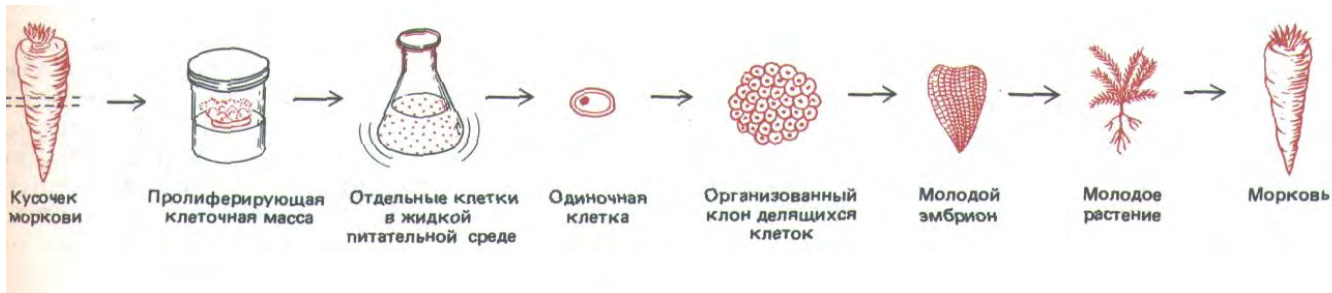 Кусочек
моркови
Пролиферирующая
клеточная масса
Отдельные клетки
в жидкой
питательной среде
Одиночная
клетка
Организованный
клон делящихся
клеток
Молодой
эмбрион
Молодое
растение
Морковь